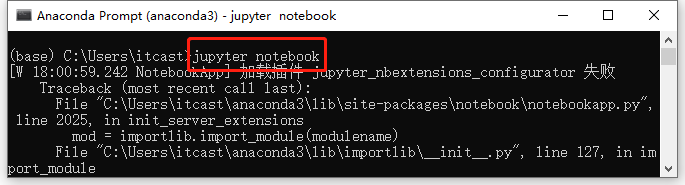 Anaconda Prompt (anaconda3) - jupyter  notebook
(base) C:\Users\itcast>jupyter notebook
[W 18:00:59.242 NotebookApp] 加载插件 jupyter_nbextensions_configurator 失败
    Traceback (most recent call last):
      File "C:\Users\itcast\anaconda3\lib\site-packages\notebook\notebookapp.py",
 line 2025, in init_server_extensions
        mod = importlib.import_module(modulename)
      File "C:\Users\itcast\anaconda3\lib\importlib\__init__.py", line 127, in im
port_module